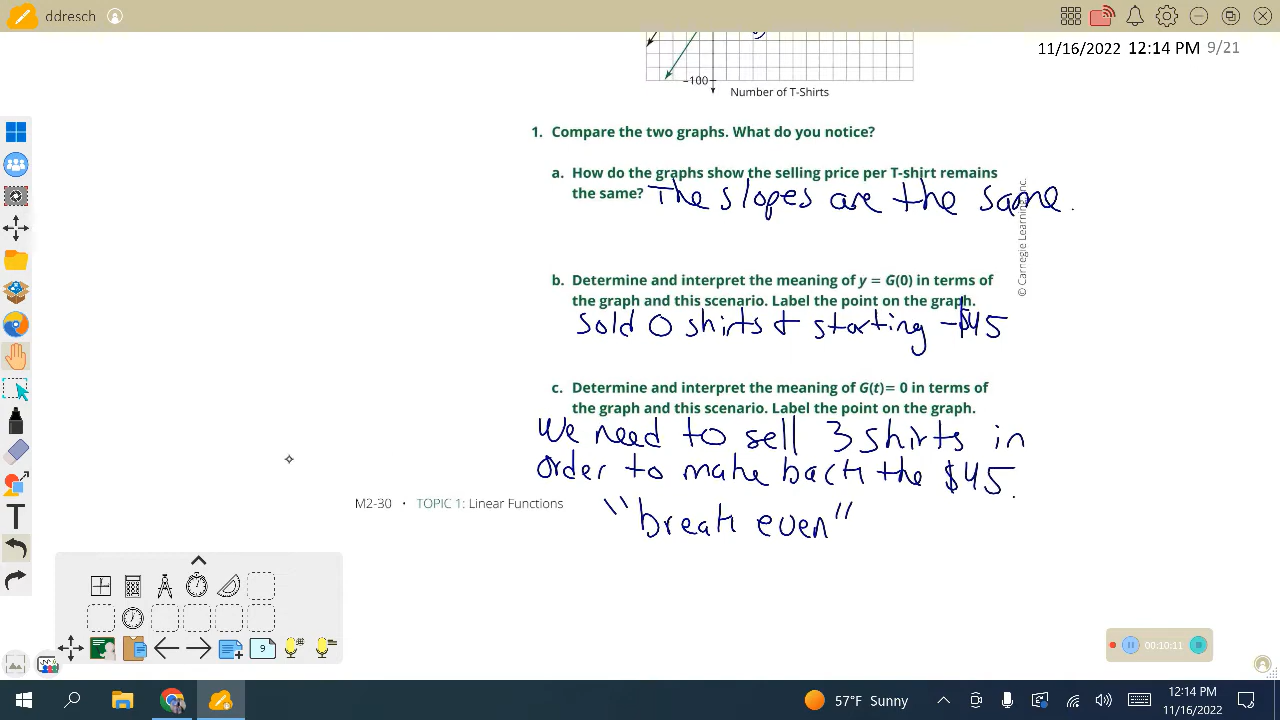 ddresch
11/16/2022 12:14 PM 9/21
-100
Number of T-Shirts
1. Compare the two graphs. What do you notice?
a. How do the graphs show the selling price per T-shirt remains
the same? The slopes are the same.
© Carnegie Learning, Inc.
b. Determine and interpret the meaning of y = G(0) in terms of
the graph and this scenario. Label the point on the graph.
Sold 0 shirts + starting -$45
c. Determine and interpret the meaning of G(t)= 0 in terms of
the graph and this scenario. Label the point on the graph.
We need to sell 3 shirts in
order to make back the $45.
"break even"
M2-30 • TOPIC 1: Linear Functions
9
00:10:11
57°F Sunny
12:14 PM
11/16/2022